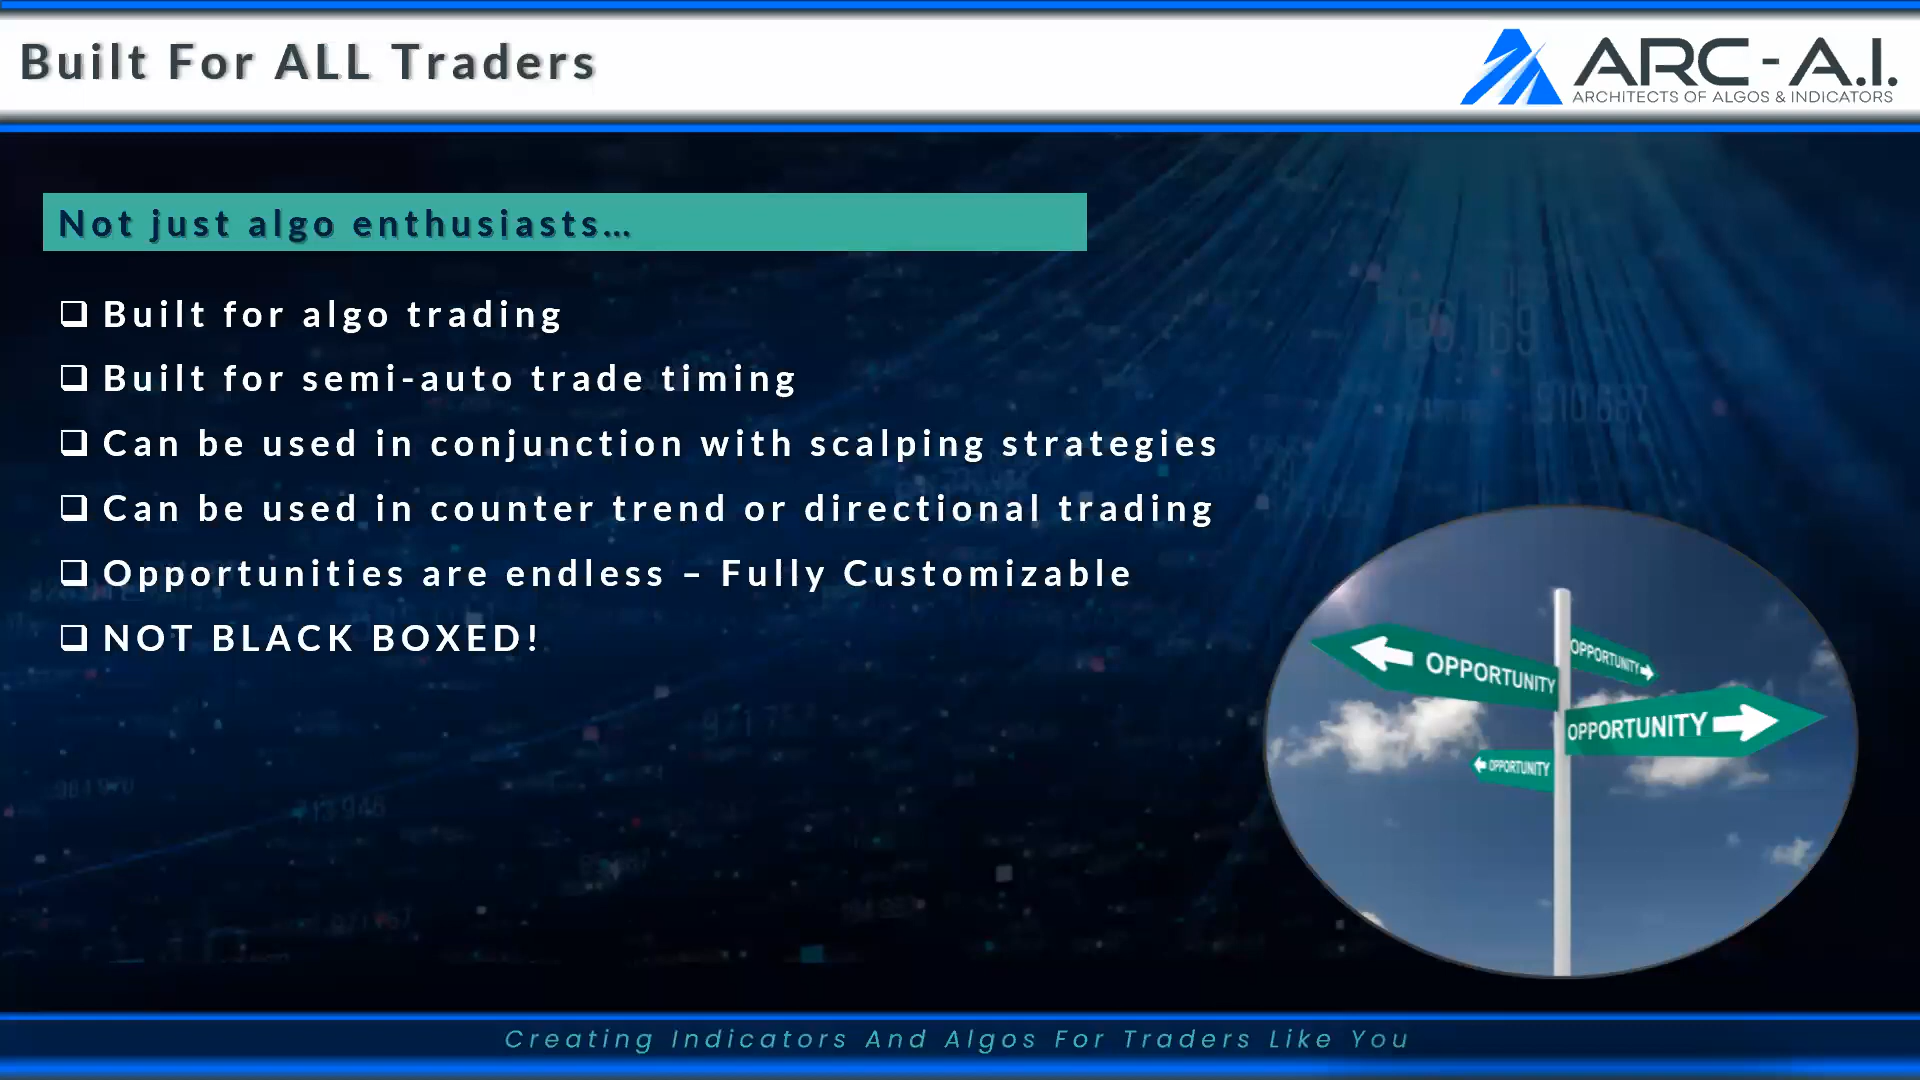 Built For ALL Traders
ARC-A.I.
ARCHITECTS OF ALGOS & INDICATORS
Not just algo enthusiasts…
Built for algo trading
Built for semi-auto trade timing
Can be used in conjunction with scalping strategies
Can be used in counter trend or directional trading
Opportunities are endless – Fully Customizable
NOT BLACK BOXED!
OPPORTUNITY
OPPORTUNITY
OPPORTUNITY
OPPORTUNITY
Creating Indicators And Algos For Traders Like You